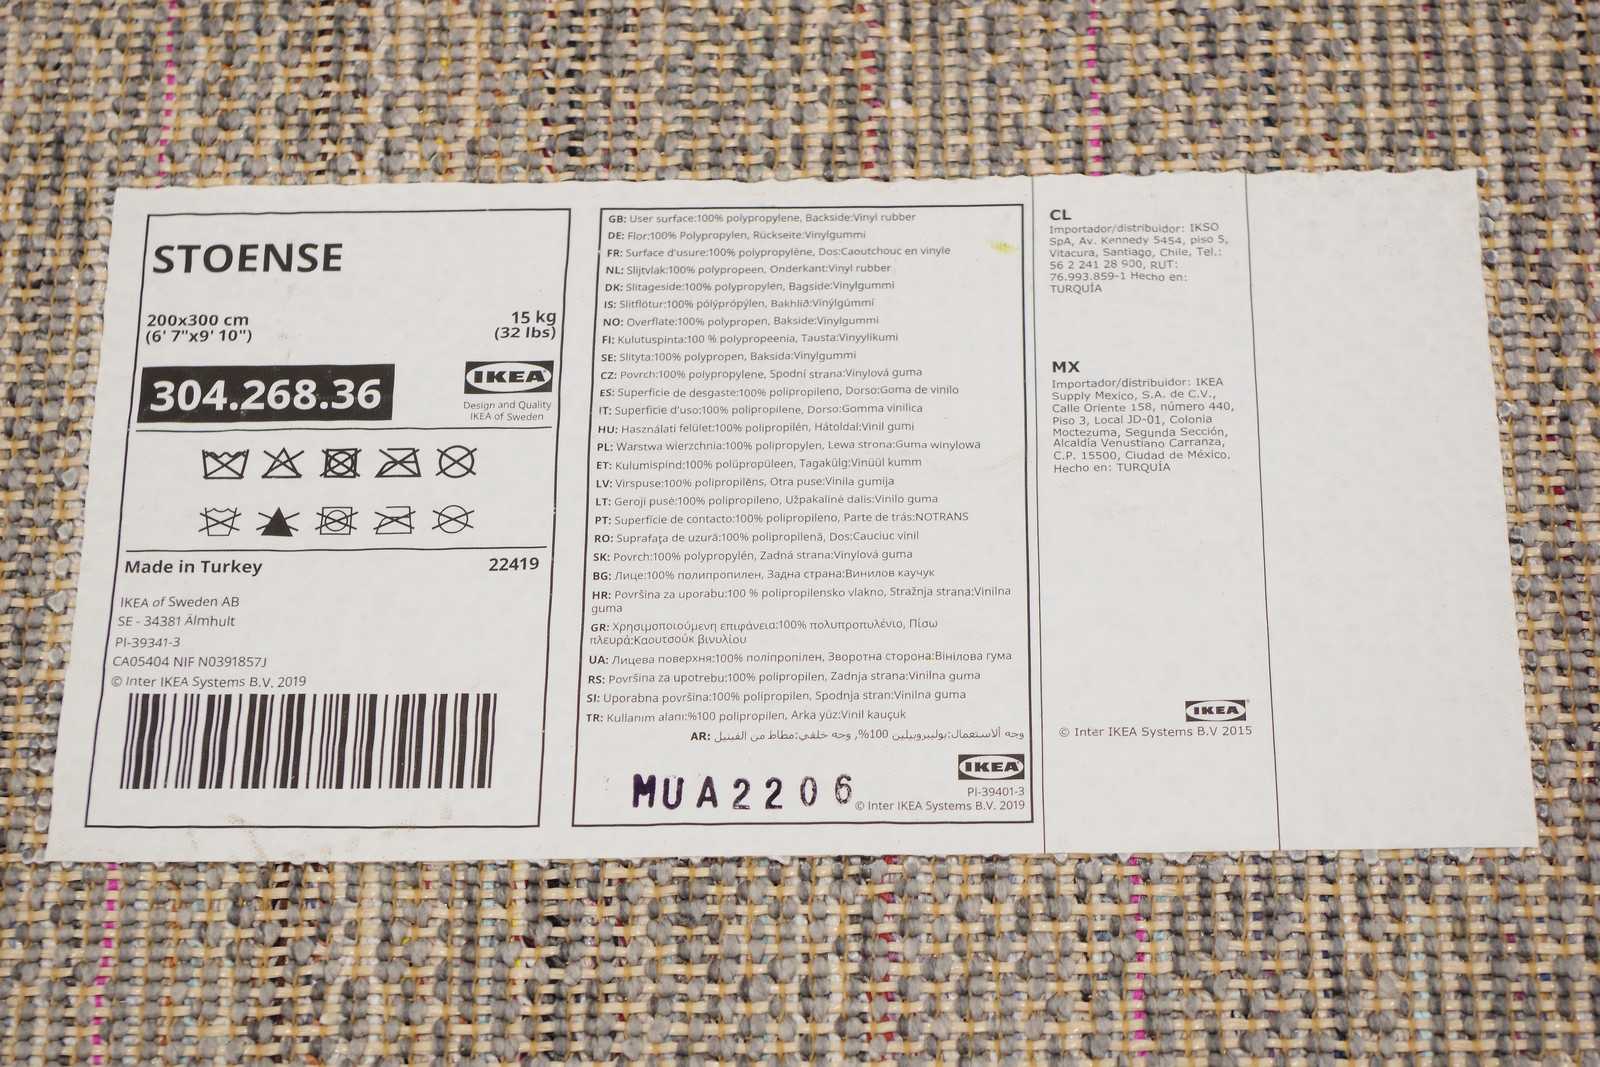 STOENSE
200x300 cm
(6' 7"x9' 10")
15 kg
(32 lbs)
304.268.36
IKEA
Design and Quality
IKEA of Sweden
Made in Turkey
22419
IKEA of Sweden AB
SE - 34381 Älmhult
PI-39341-3
CA05404 NIF N0391857J
© Inter IKEA Systems B.V. 2019
GB: User surface:100% polypropylene, Backside:Vinyl rubber
DE: Flor:100% Polypropylen, Rückseite:Vinylgummi
FR: Surface d'usure:100% polypropylène, Dos:Caoutchouc en vinyle
NL: Slijtvlak:100% polypropeen, Onderkant:Vinyl rubber
DK: Slitageside:100% polypropylen, Bagside:Vinylgummi
IS: Slitflötur:100% pólýprópýlen, Bakhlið:Vinýlgúmmí
NO: Overflate:100% polypropen, Bakside:Vinylgummi
FI: Kulutuspinta:100 % polypropeenia, Tausta:Vinyylikumi
SE: Slityta:100% polypropen, Baksida:Vinylgummi
CZ: Povrch:100% polypropylene, Spodní strana:Vinylová guma
ES: Superficie de desgaste:100% polipropileno, Dorso:Goma de vinilo
IT: Superficie d'uso:100% polipropilene, Dorso:Gomma vinilica
HU: Használati felület:100% polipropilén, Hátoldal:Vinil gumi
PL: Warstwa wierzchnia:100% polipropylen, Lewa strona:Guma winylowa
ET: Kulumispind:100% polüpropüleen, Tagakülg:Vinüül kumm
LV: Virspuse:100% polipropilēns, Otra puse:Vinila gumija
LT: Geroji pusė:100% polipropileno, Užpakalinė dalis:Vinilo guma
PT: Superfície de contacto:100% polipropileno, Parte de trás:NOTRANS
RO: Suprafaţa de uzură:100% polipropilenă, Dos:Cauciuc vinil
SK: Povrch:100% polypropylén, Zadná strana:Vinylová guma
BG: Лице:100% полипропилен, Задна страна:Винилов каучук
HR: Površina za uporabu:100 % polipropilensko vlakno, Stražnja strana:Vinilna
guma
GR: Χρησιμοποιούμενη επιφάνεια:100% πολυπροπυλένιο, Πίσω
πλευρά:Καουτσούκ βινυλίου
UA: Лицева поверхня:100% поліпропілен, Зворотна сторона:Вінілова гума
RS: Površina za upotrebu:100% polipropilen, Zadnja strana:Vinilna guma
SI: Uporabna površina:100% polipropilen, Spodnja stran:Vinilna guma
TR: Kullanım alanı:%100 polipropilen, Arka yüz:Vinil kauçuk
AR: وجه ألاستعمال:بوليبروبيلين 100%, وجه خلفي:مطاط من الفينيل
MUA2206
IKEA
PI-39401-3
© Inter IKEA Systems B.V. 2019
CL
Importador/distribuidor: IKSO
SpA, Av. Kennedy 5454, piso 5,
Vitacura, Santiago, Chile, Tel.:
56 2 241 28 900, RUT:
76.993.859-1 Hecho en:
TURQUÍA
MX
Importador/distribuidor: IKEA
Supply Mexico, S.A. de C.V.,
Calle Oriente 158, número 440,
Piso 3, Local JD-01, Colonia
Moctezuma, Segunda Sección,
Alcaldía Venustiano Carranza,
C.P. 15500, Ciudad de México.
Hecho en: TURQUÍA
IKEA
© Inter IKEA Systems B.V 2015